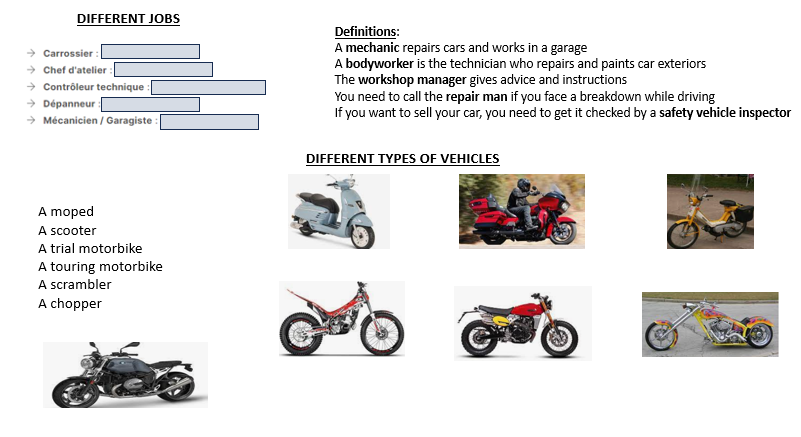 DIFFERENT JOBS
→ Carrossier :
→ Chef d'atelier :
→ Contrôleur technique :
→ Dépanneur :
→ Mécanicien / Garagiste :
Definitions:
A mechanic repairs cars and works in a garage
A bodyworker is the technician who repairs and paints car exteriors
The workshop manager gives advice and instructions
You need to call the repair man if you face a breakdown while driving
If you want to sell your car, you need to get it checked by a safety vehicle inspector
DIFFERENT TYPES OF VEHICLES
A moped
A scooter
A trial motorbike
A touring motorbike
A scrambler
A chopper